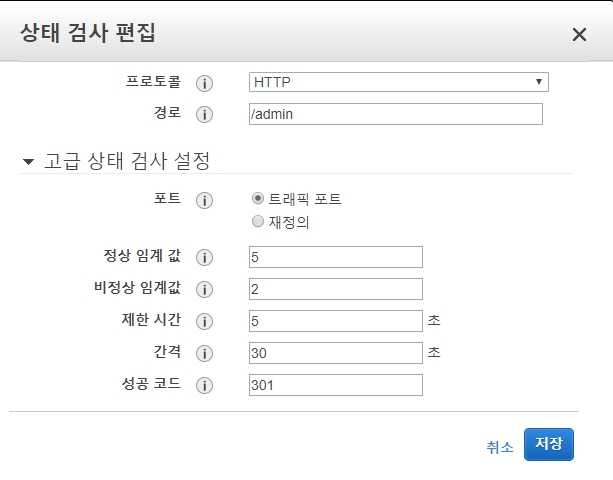 상태 검사 편집
프로토콜 HTTP
경로 /admin
고급 상태 검사 설정
포트 트래픽 포트
재정의
정상 임계 값 5
비정상 임계값 2
제한 시간 5 초
간격 30 초
성공 코드 301
취소 저장